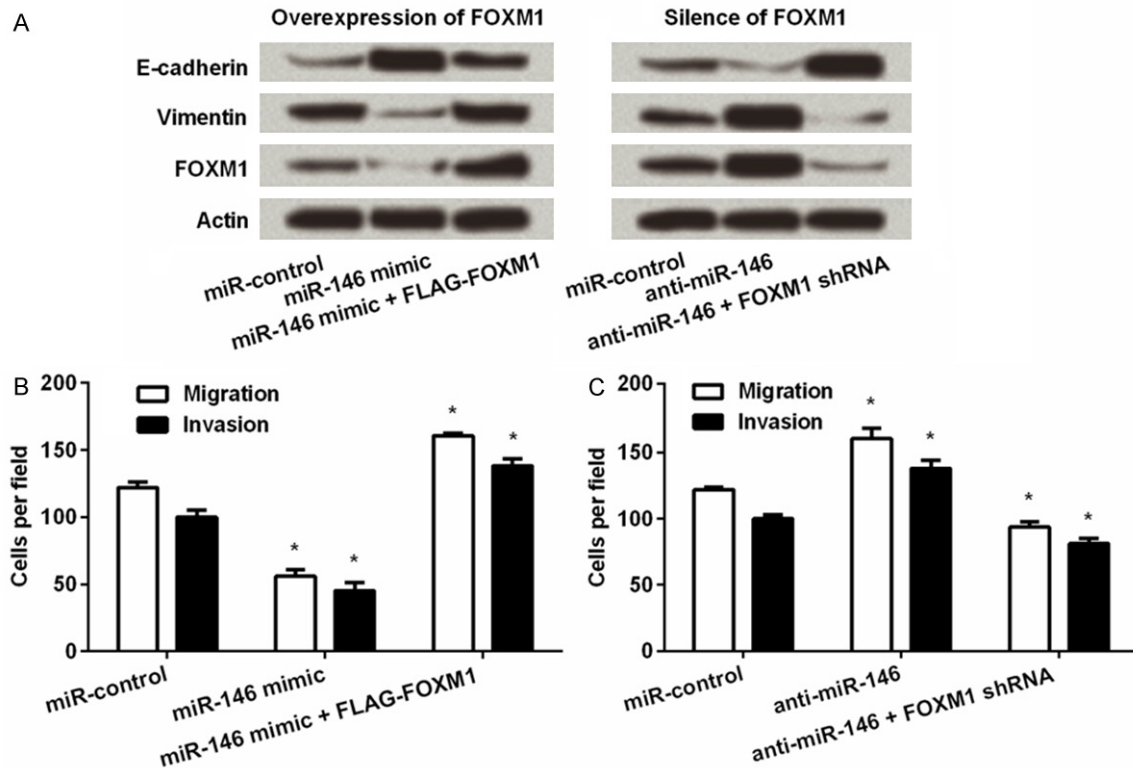 A
Overexpression of FOXM1
Silence of FOXM1
E-cadherin
Vimentin
FOXM1
Actin
miR-control
miR-146 mimic
miR-146 mimic + FLAG-FOXM1
miR-control
anti-miR-146
anti-miR-146 + FOXM1 shRNA
B
Cells per field
200
150
100
50
0
Migration
Invasion
*
*
*
*
miR-control
miR-146 mimic
miR-146 mimic + FLAG-FOXM1
C
Cells per field
200
150
100
50
0
Migration
Invasion
*
*
*
*
miR-control
anti-miR-146
anti-miR-146 + FOXM1 shRNA